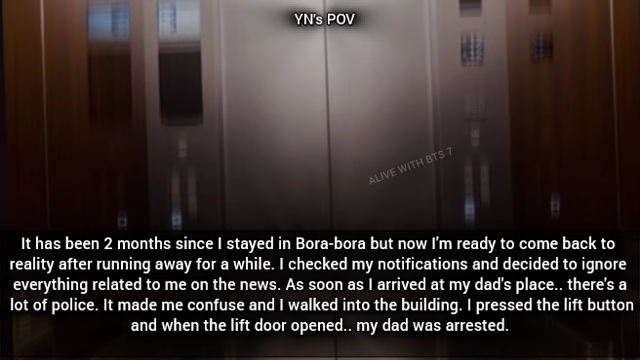 YN's POV
ALIVE WITH BTS 7
It has been 2 months since I stayed in Bora-bora but now I'm ready to come back to
reality after running away for a while. I checked my notifications and decided to ignore
everything related to me on the news. As soon as I arrived at my dad's place.. there's a
lot of police. It made me confuse and I walked into the building. I pressed the lift button
and when the lift door opened.. my dad was arrested.